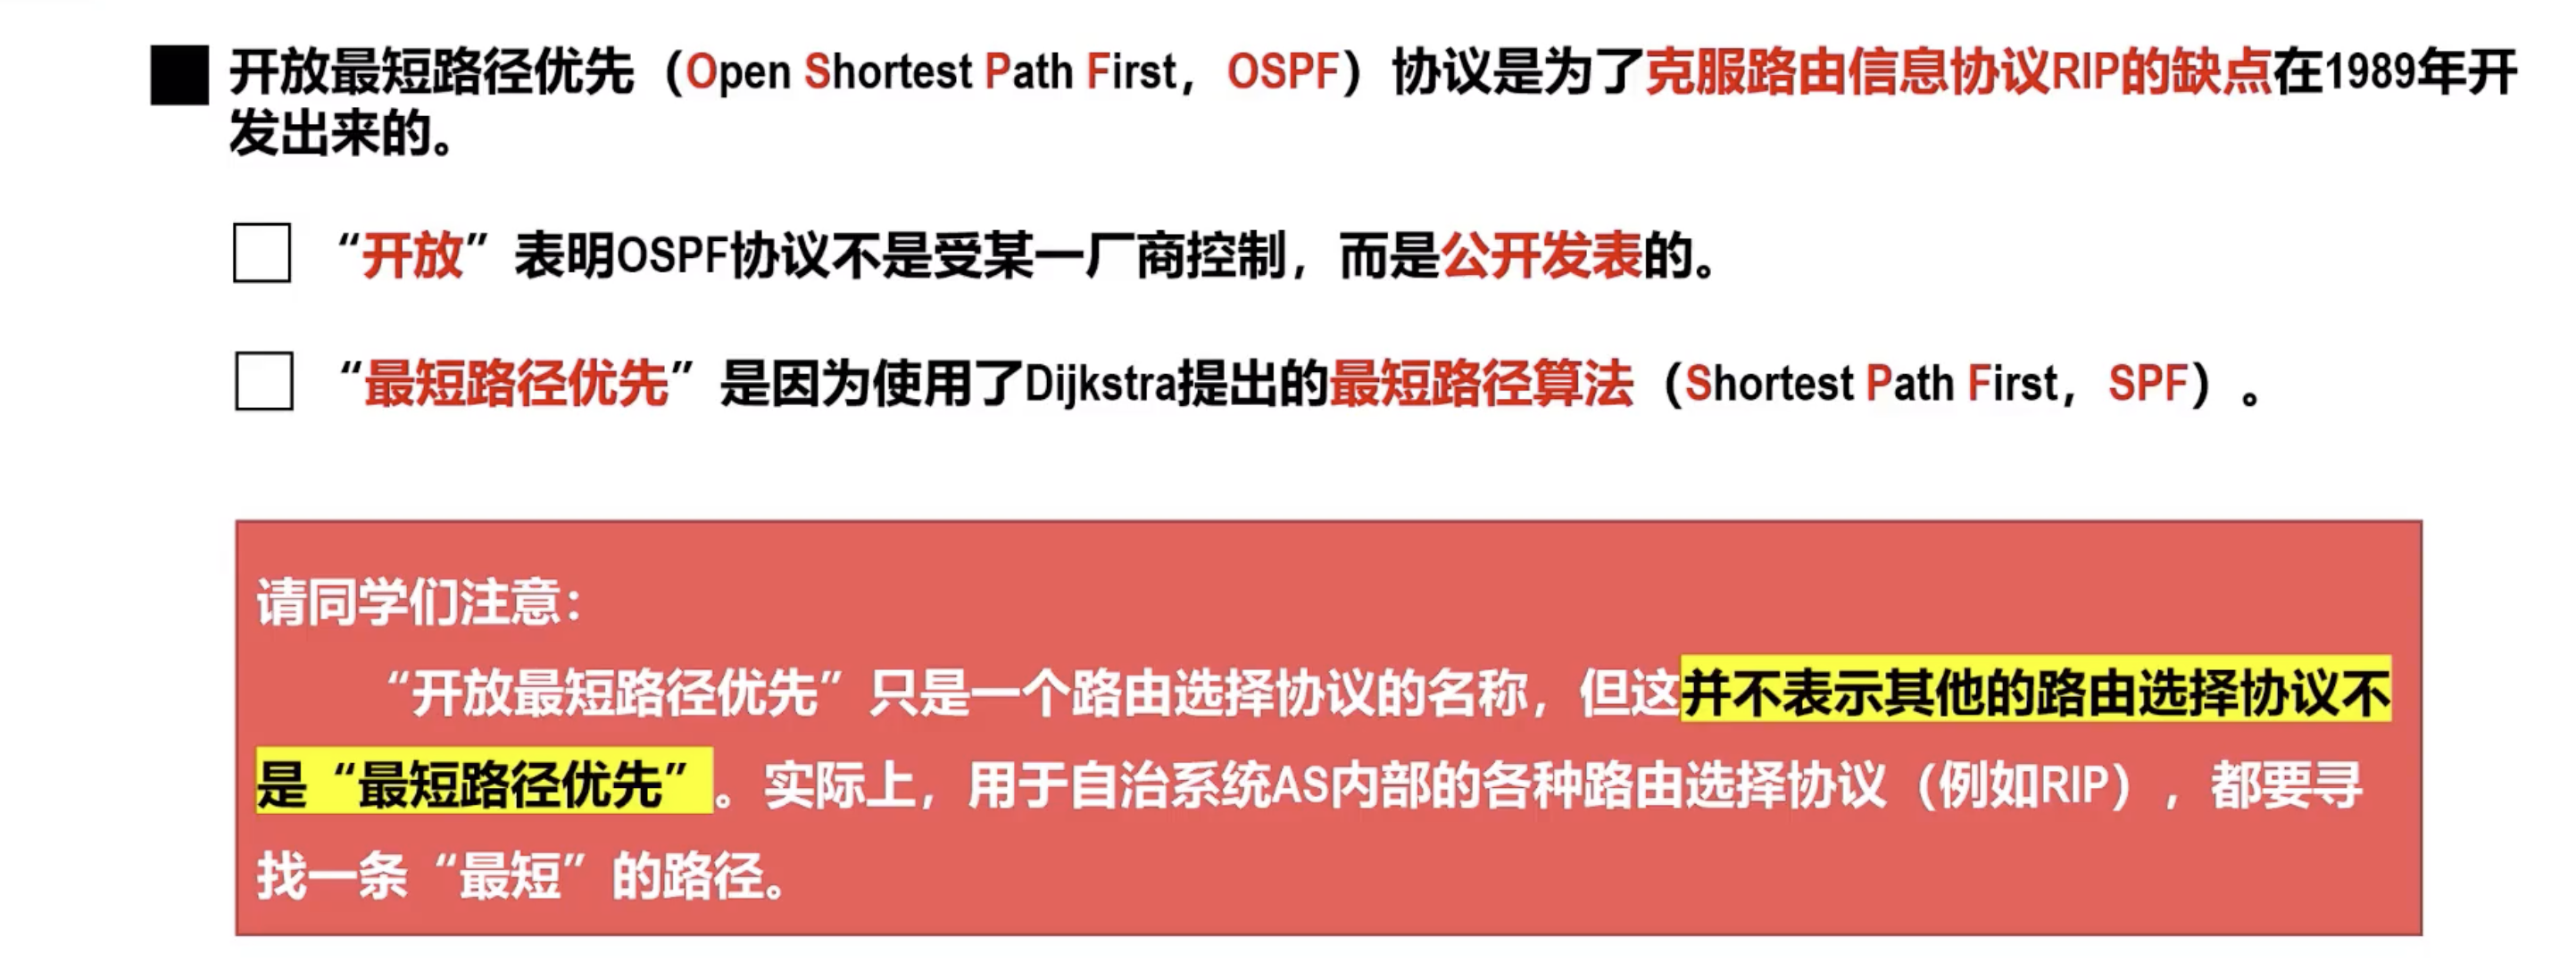 开放最短路径优先（Open Shortest Path First，OSPF）协议是为了克服路由信息协议RIP的缺点在1989年开
发出来的。
“开放”表明OSPF协议不是受某一厂商控制，而是公开发表的。
“最短路径优先”是因为使用了Dijkstra提出的最短路径算法（Shortest Path First，SPF）。
请同学们注意：
“开放最短路径优先”只是一个路由选择协议的名称，但这并不表示其他的路由选择协议不
是“最短路径优先”。实际上，用于自治系统AS内部的各种路由选择协议（例如RIP），都要寻
找一条“最短”的路径。